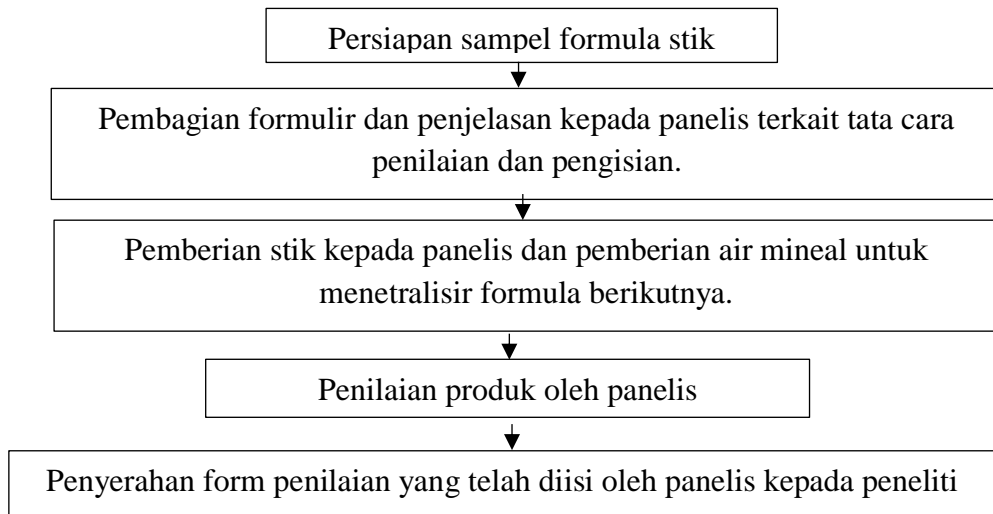 Persiapan sampel formula stik
Pembagian formulir dan penjelasan kepada panelis terkait tata cara
penilaian dan pengisian.
Pemberian stik kepada panelis dan pemberian air mineal untuk
menetralisir formula berikutnya.
Penilaian produk oleh panelis
Penyerahan form penilaian yang telah diisi oleh panelis kepada peneliti